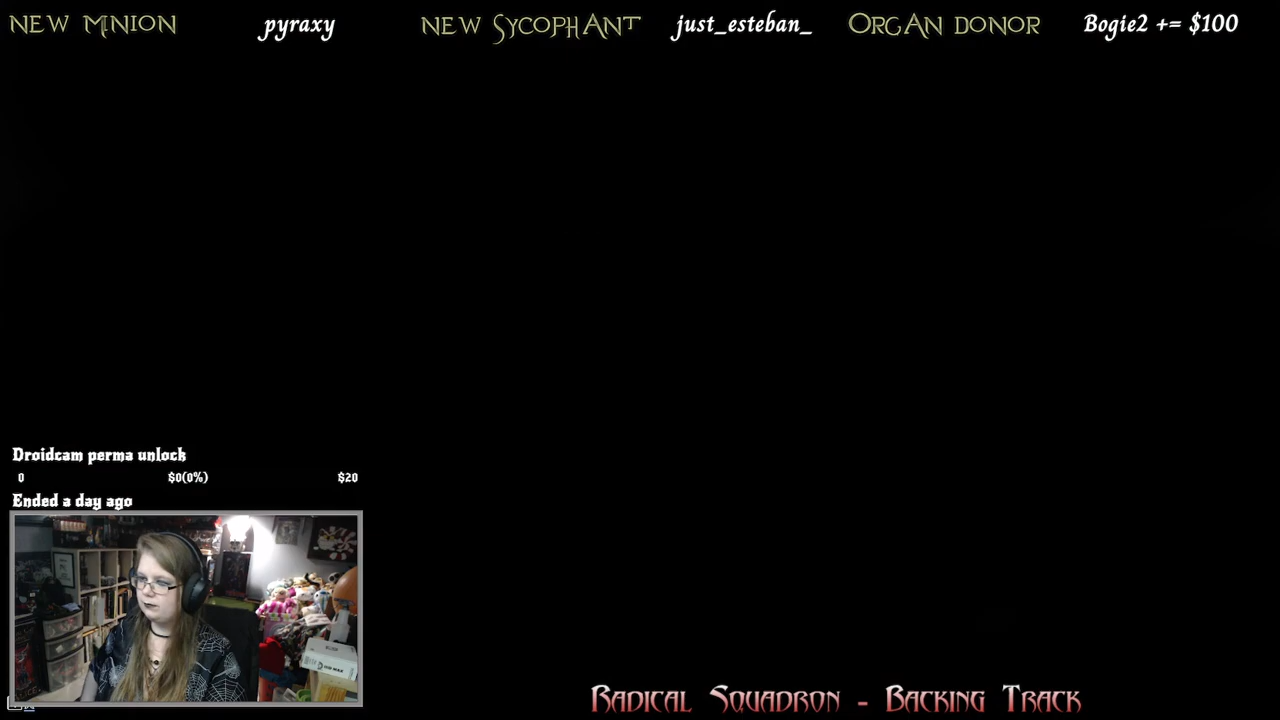 NEW MINION pyraxy NEW SYCOPHANT just_esteban_ ORGAN DONOR Bogie2 += $100
Droidcam perma unlock
0 $0(0%) $20
Ended a day ago
RADICAL SQUADRON - BACKING TRACK